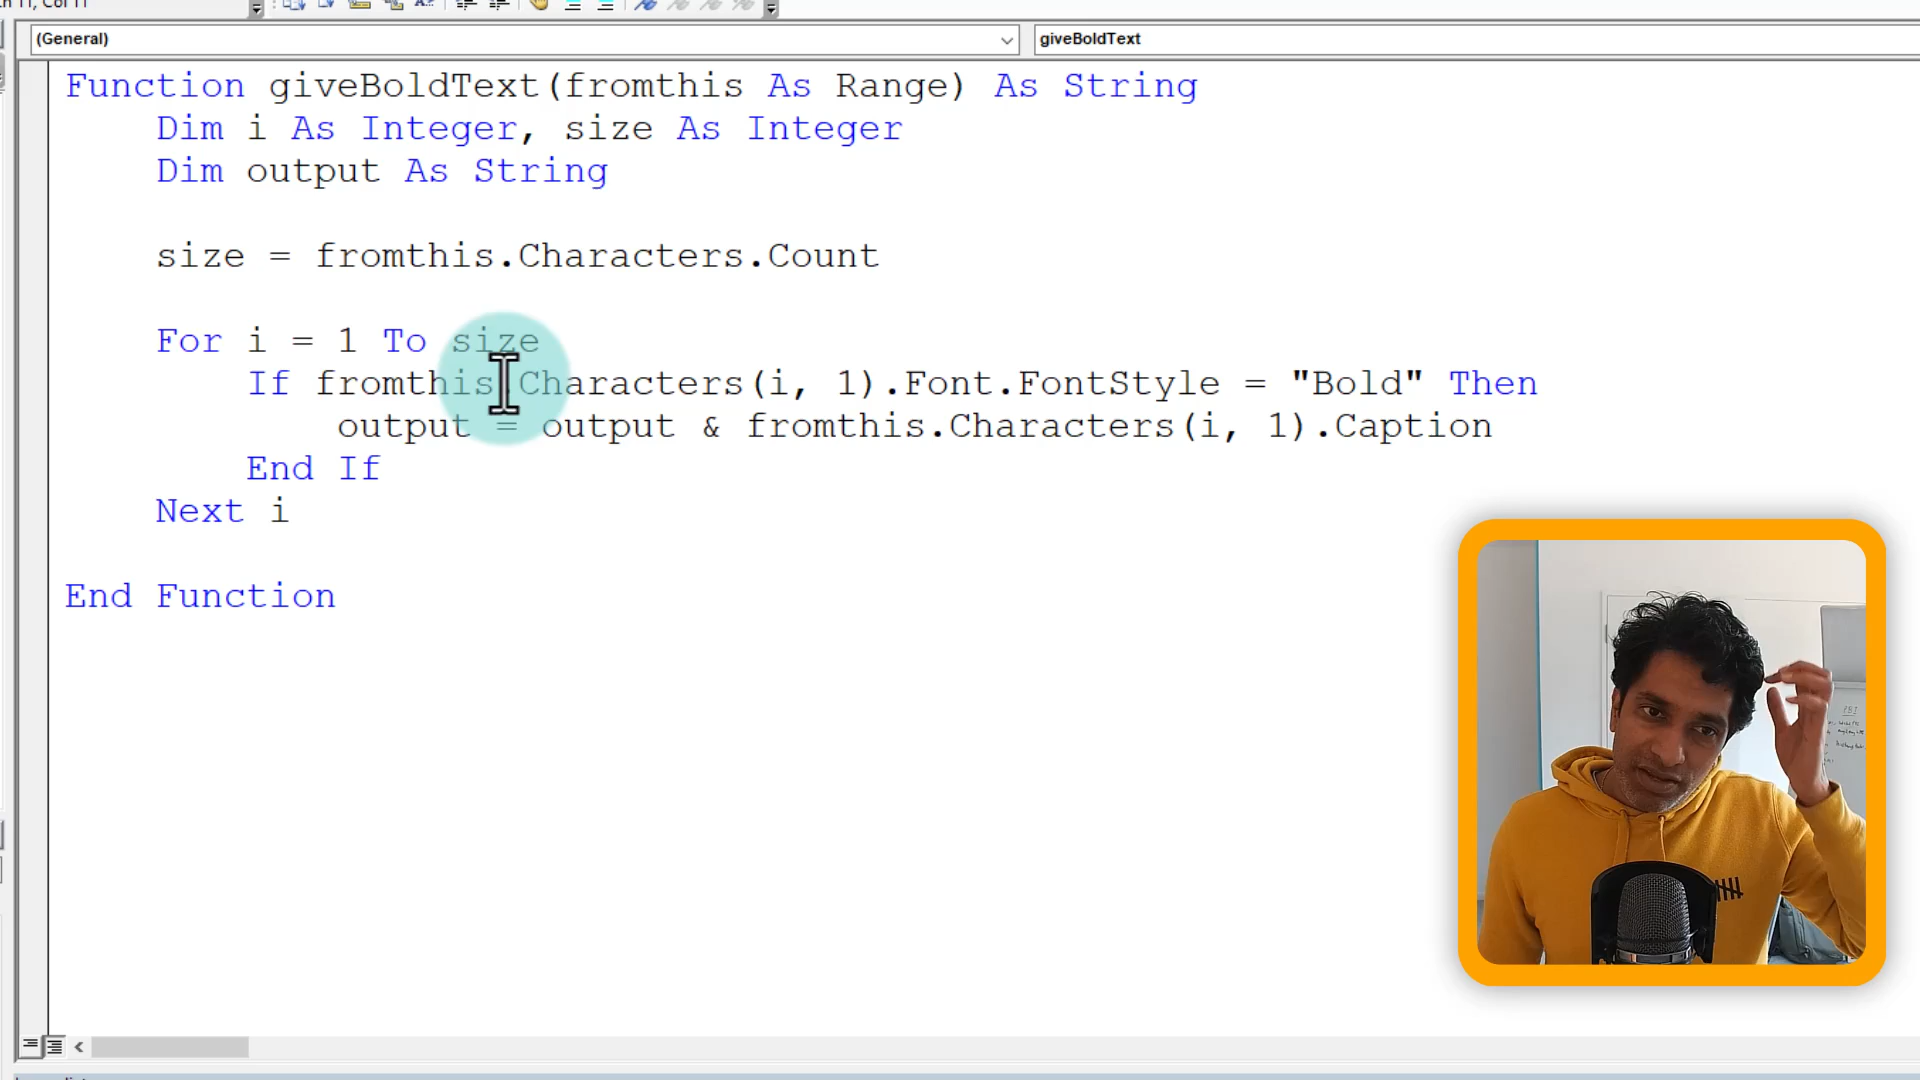 (General)
giveBoldText
Function giveBoldText(fromthis As Range) As String
Dim i As Integer, size As Integer
Dim output As String
size = fromthis.Characters.Count
For i = 1 To size
If fromthis.Characters(i, 1).Font.FontStyle = "Bold" Then
output = output & fromthis.Characters(i, 1).Caption
End If
Next i
End Function
PBI